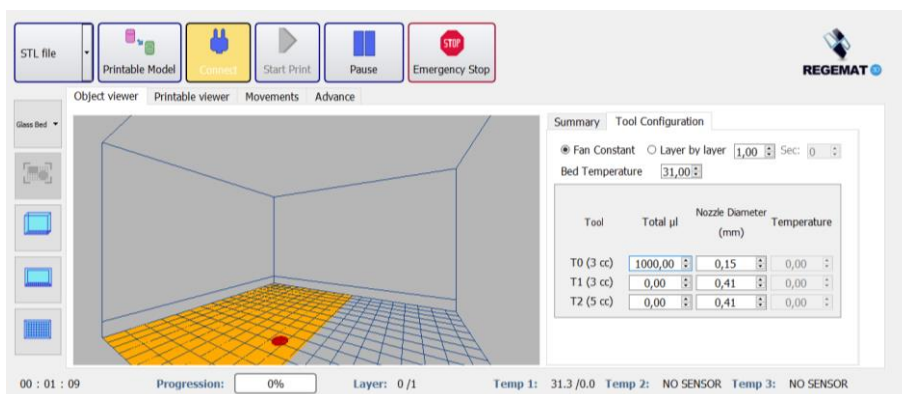 STL file
Printable Model
Connect
Start Print
Pause
STOP
Emergency Stop
REGEMAT 3D
Object viewer Printable viewer Movements Advance
Glass Bed
Summary Tool Configuration
Fan Constant Layer by layer 1,00 Sec: 0
Bed Temperature 31,00
Tool Total µl Nozzle Diameter (mm) Temperature
T0 (3 cc) 1000,00 0,15 0,00
T1 (3 cc) 0,00 0,41 0,00
T2 (5 cc) 0,00 0,41 0,00
00 : 01 : 09 Progression: 0% Layer: 0 /1 Temp 1: 31.3 /0.0 Temp 2: NO SENSOR Temp 3: NO SENSOR